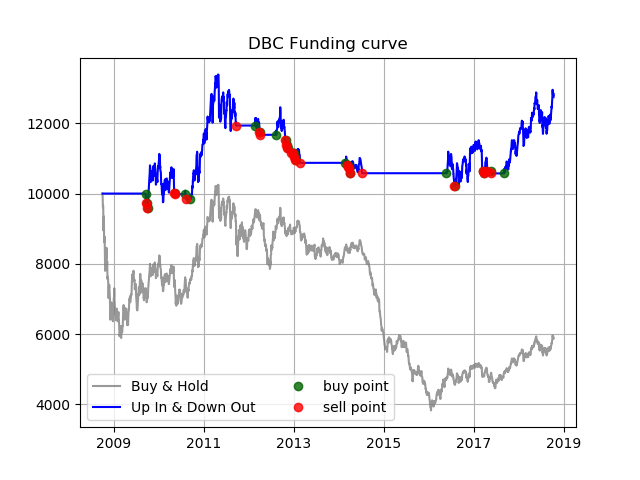 DBC Funding curve
12000
10000
8000
6000
4000
Buy & Hold
Up In & Down Out
buy point
sell point
2009 2011 2013 2015 2017 2019